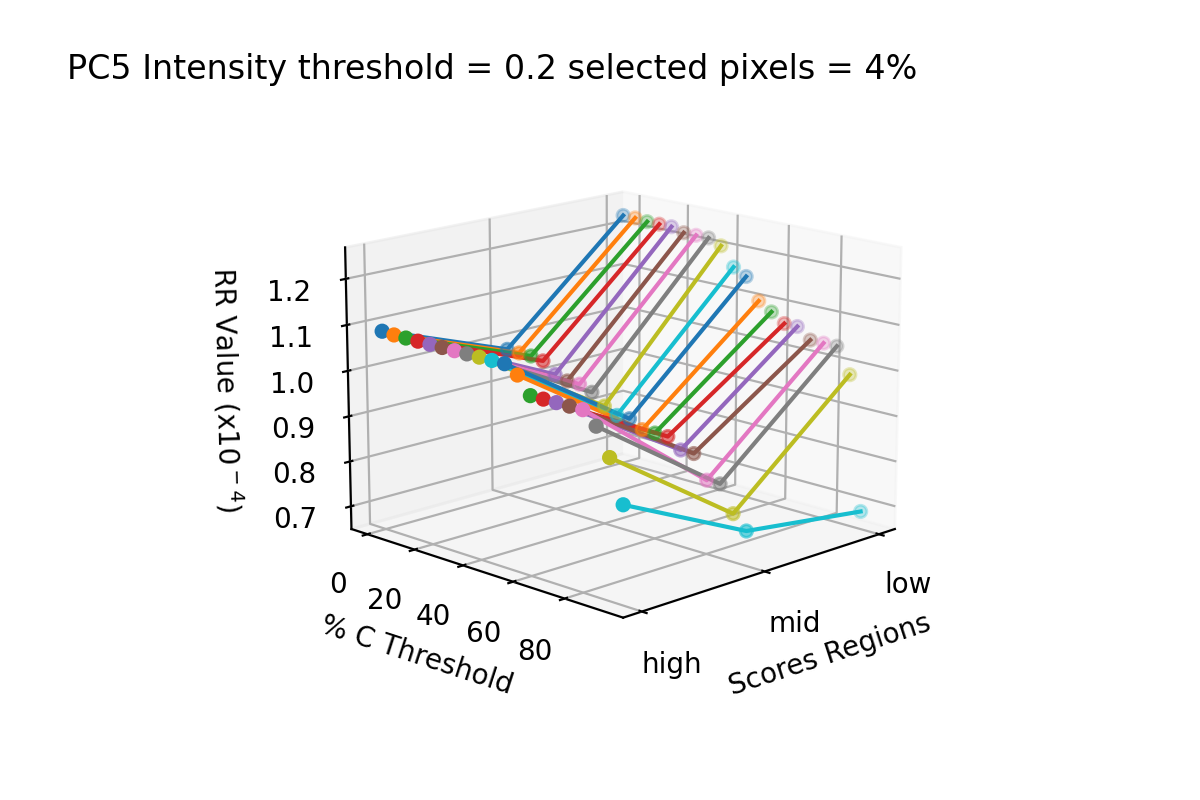 PC5 Intensity threshold = 0.2 selected pixels = 4%
RR Value (x10⁻⁴)
1.2
1.1
1.0
0.9
0.8
0.7
0
20
40
60
80
% C Threshold
high
mid
low
Scores Regions